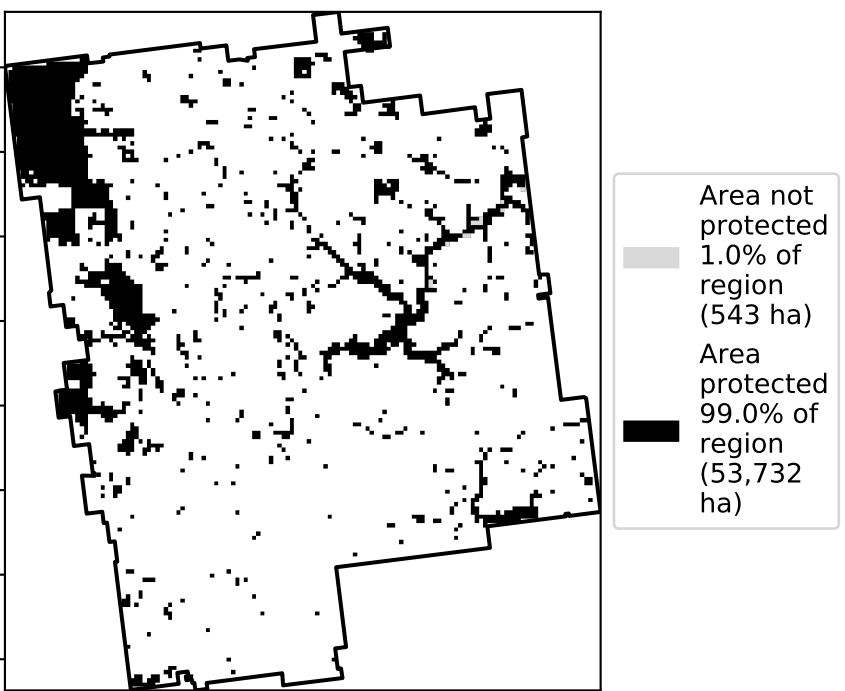 Area not
protected
1.0% of
region
(543 ha)
Area
protected
99.0% of
region
(53,732
ha)